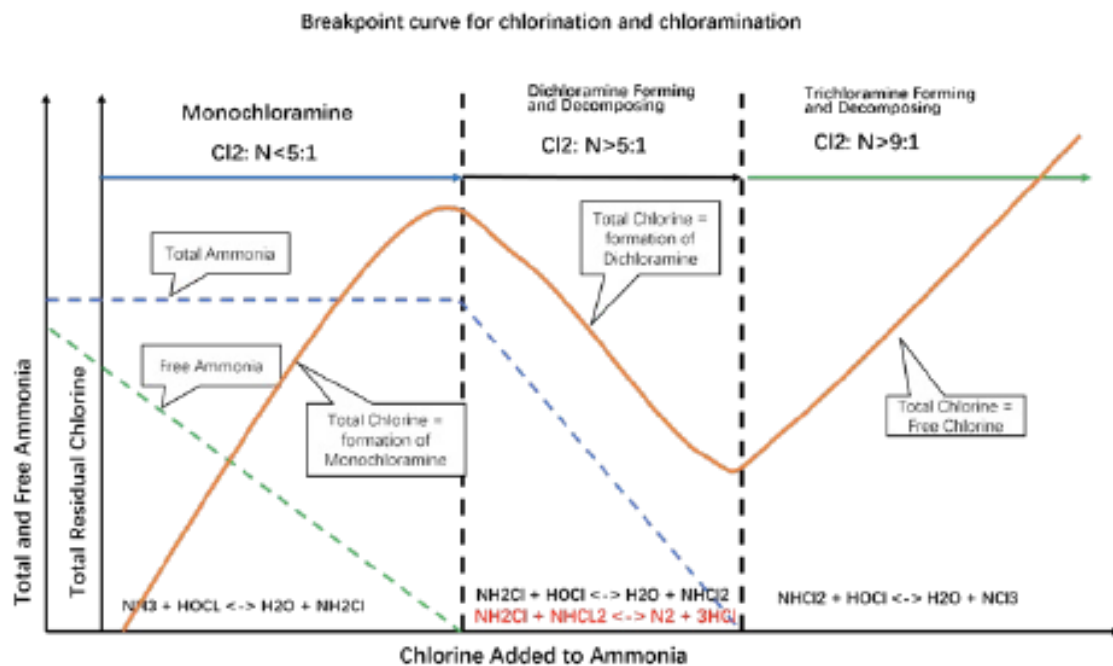 Breakpoint curve for chlorination and chloramination
Monochloramine
Cl2: N<5:1
Dichloramine Forming
and Decomposing
Cl2: N>5:1
Trichloramine Forming
and Decomposing
Cl2: N>9:1
Total Ammonia
Free Ammonia
Total Chlorine =
formation of
Monochloramine
Total Chlorine =
formation of
Dichloramine
Total Chlorine =
Free Chlorine
Total and Free Ammonia
Total Residual Chlorine
NH3 + HOCL <-> H2O + NH2Cl
NH2Cl + HOCl <-> H2O + NHCl2
NH2Cl + NHCL2 <-> N2 + 3HCl
NHCl2 + HOCl <-> H2O + NCl3
Chlorine Added to Ammonia